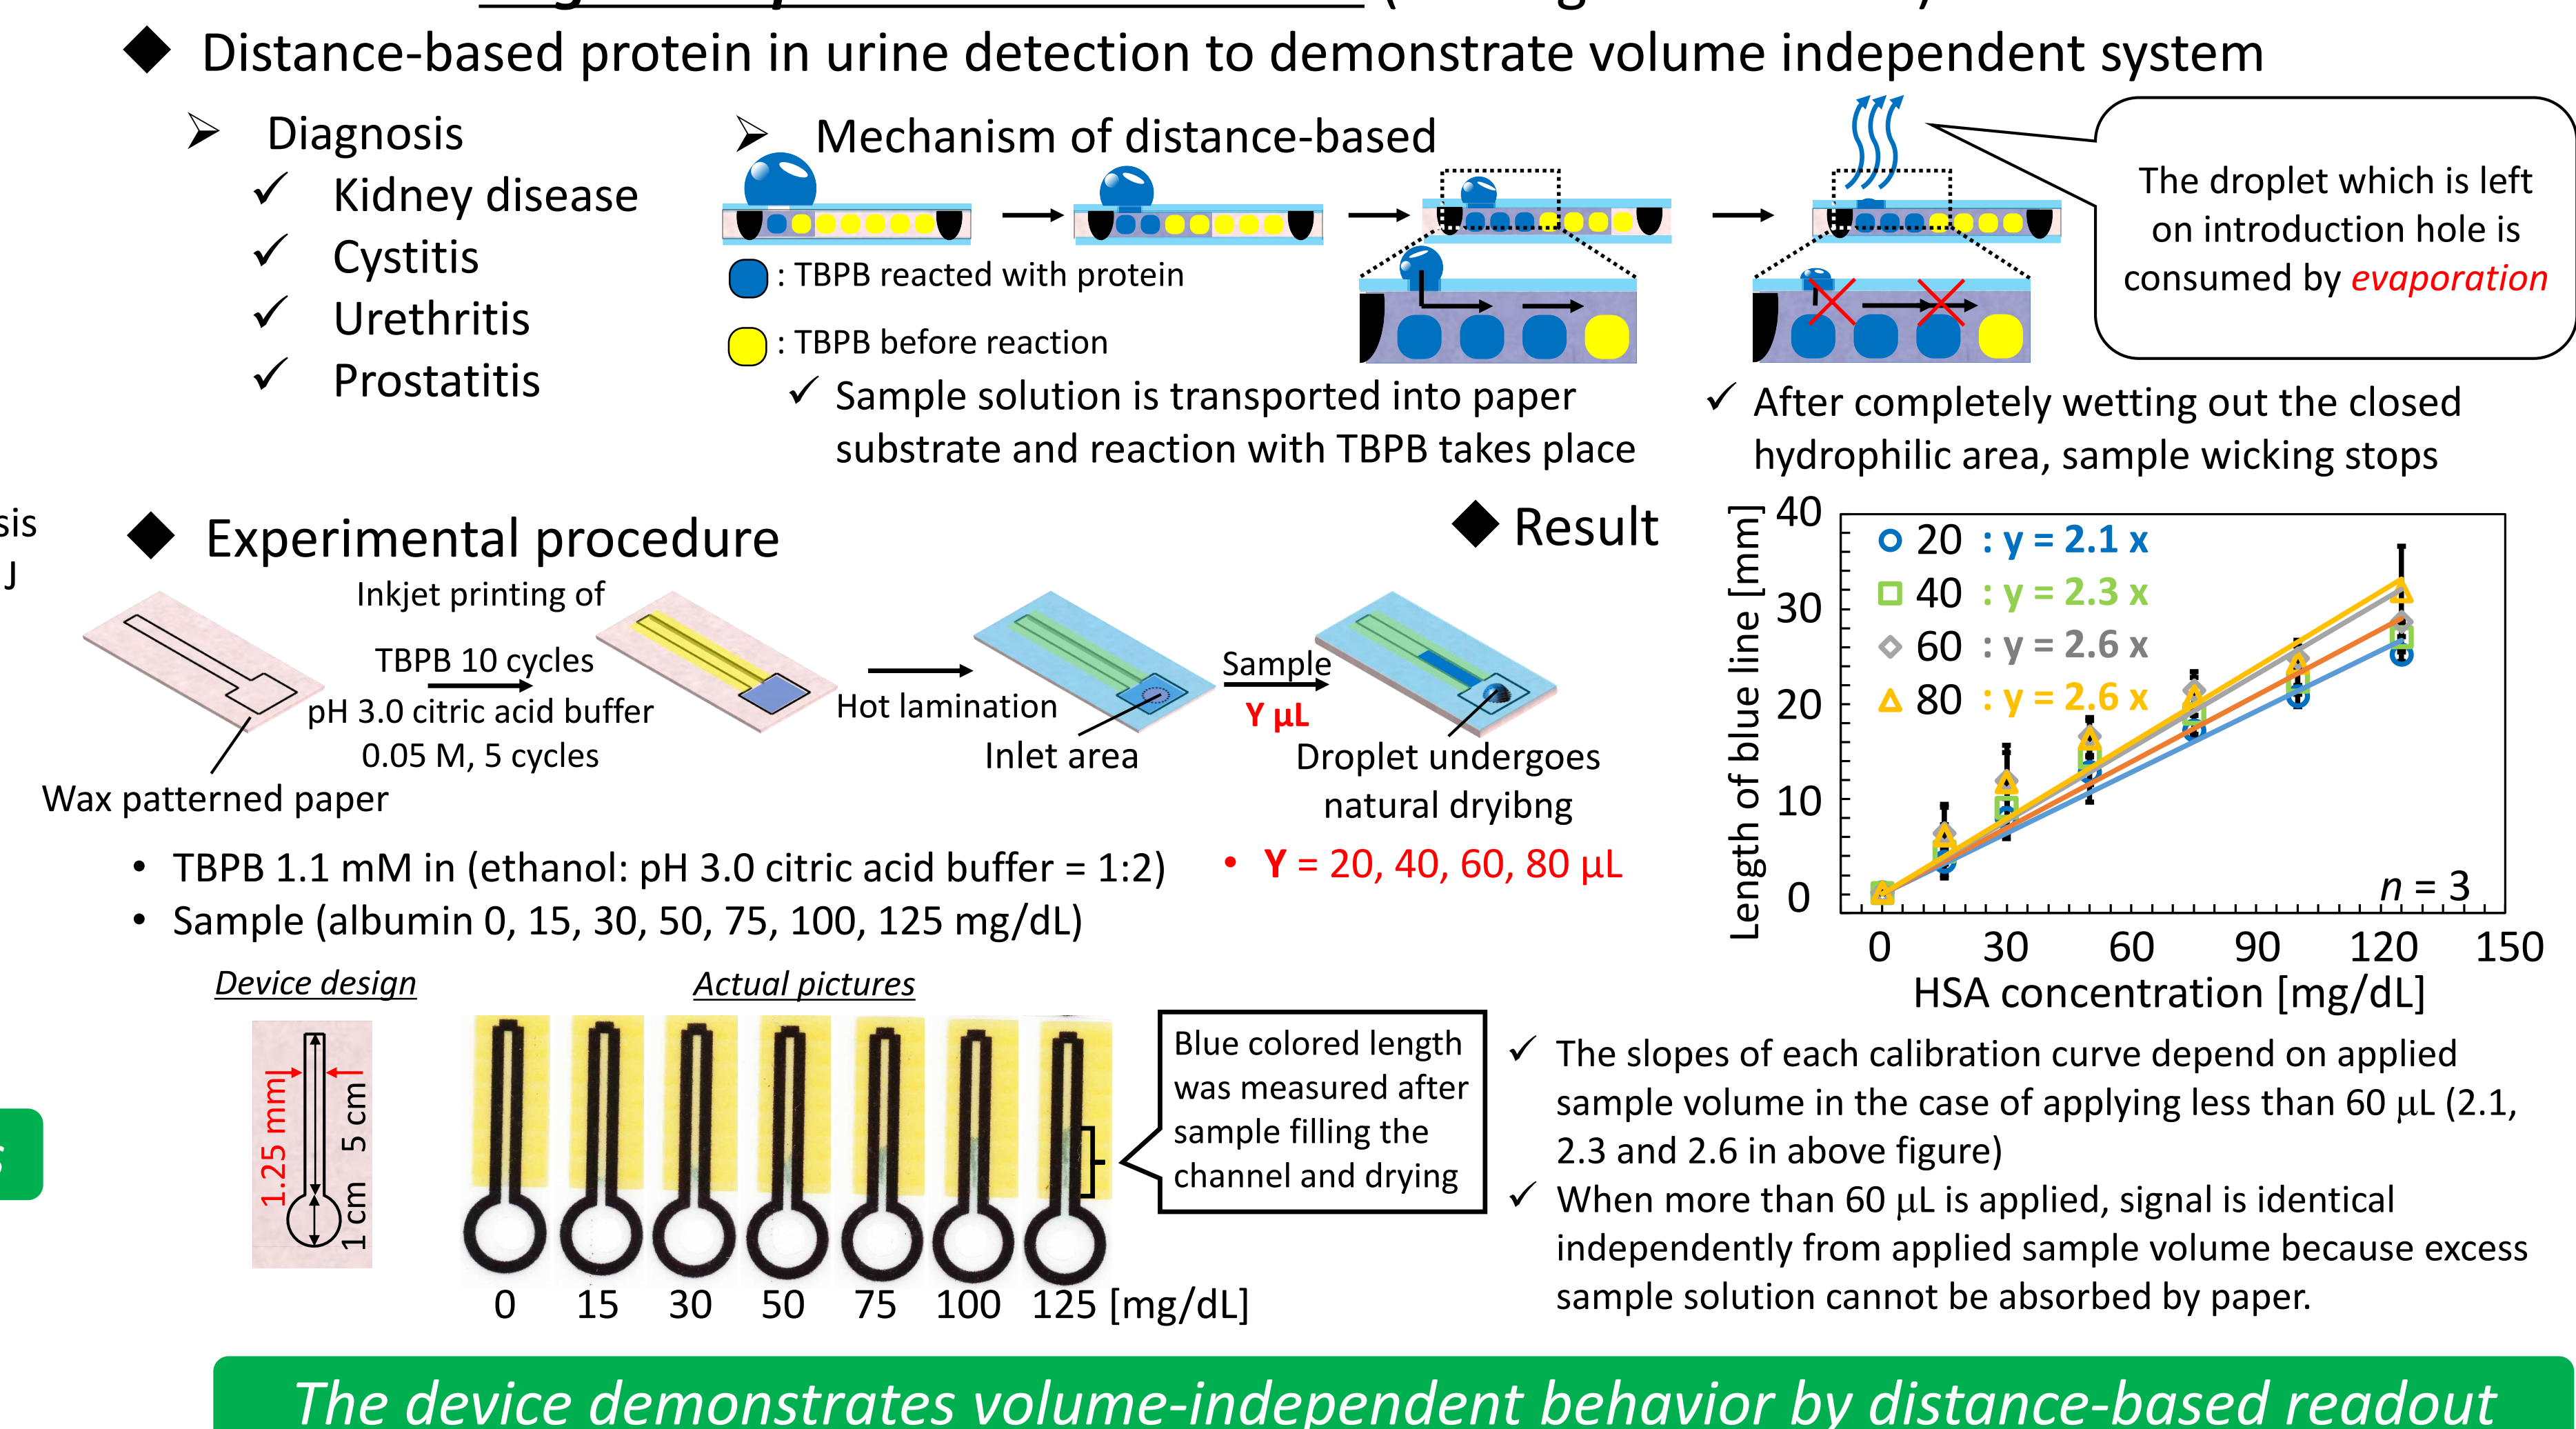 ◆ Distance-based protein in urine detection to demonstrate volume independent system
➢ Diagnosis
✓ Kidney disease
✓ Cystitis
✓ Urethritis
✓ Prostatitis
➢ Mechanism of distance-based
: TBPB reacted with protein
: TBPB before reaction
✓ Sample solution is transported into paper
substrate and reaction with TBPB takes place
The droplet which is left
on introduction hole is
consumed by evaporation
✓ After completely wetting out the closed
hydrophilic area, sample wicking stops
sis
J
◆ Experimental procedure
Wax patterned paper
Inkjet printing of
TBPB 10 cycles
pH 3.0 citric acid buffer
0.05 M, 5 cycles
Hot lamination
Inlet area
Sample
Y µL
Droplet undergoes
natural dryibng
• TBPB 1.1 mM in (ethanol: pH 3.0 citric acid buffer = 1:2)
• Sample (albumin 0, 15, 30, 50, 75, 100, 125 mg/dL)
• Y = 20, 40, 60, 80 µL
Device design
1.25 mm
5 cm
1 cm
Actual pictures
0 15 30 50 75 100 125 [mg/dL]
Blue colored length
was measured after
sample filling the
channel and drying
◆ Result
Length of blue line [mm]
40
30
20
10
0
20 : y = 2.1 x
40 : y = 2.3 x
60 : y = 2.6 x
80 : y = 2.6 x
n = 3
0 30 60 90 120 150
HSA concentration [mg/dL]
✓ The slopes of each calibration curve depend on applied
sample volume in the case of applying less than 60 µL (2.1,
2.3 and 2.6 in above figure)
✓ When more than 60 µL is applied, signal is identical
independently from applied sample volume because excess
sample solution cannot be absorbed by paper.
s
The device demonstrates volume-independent behavior by distance-based readout